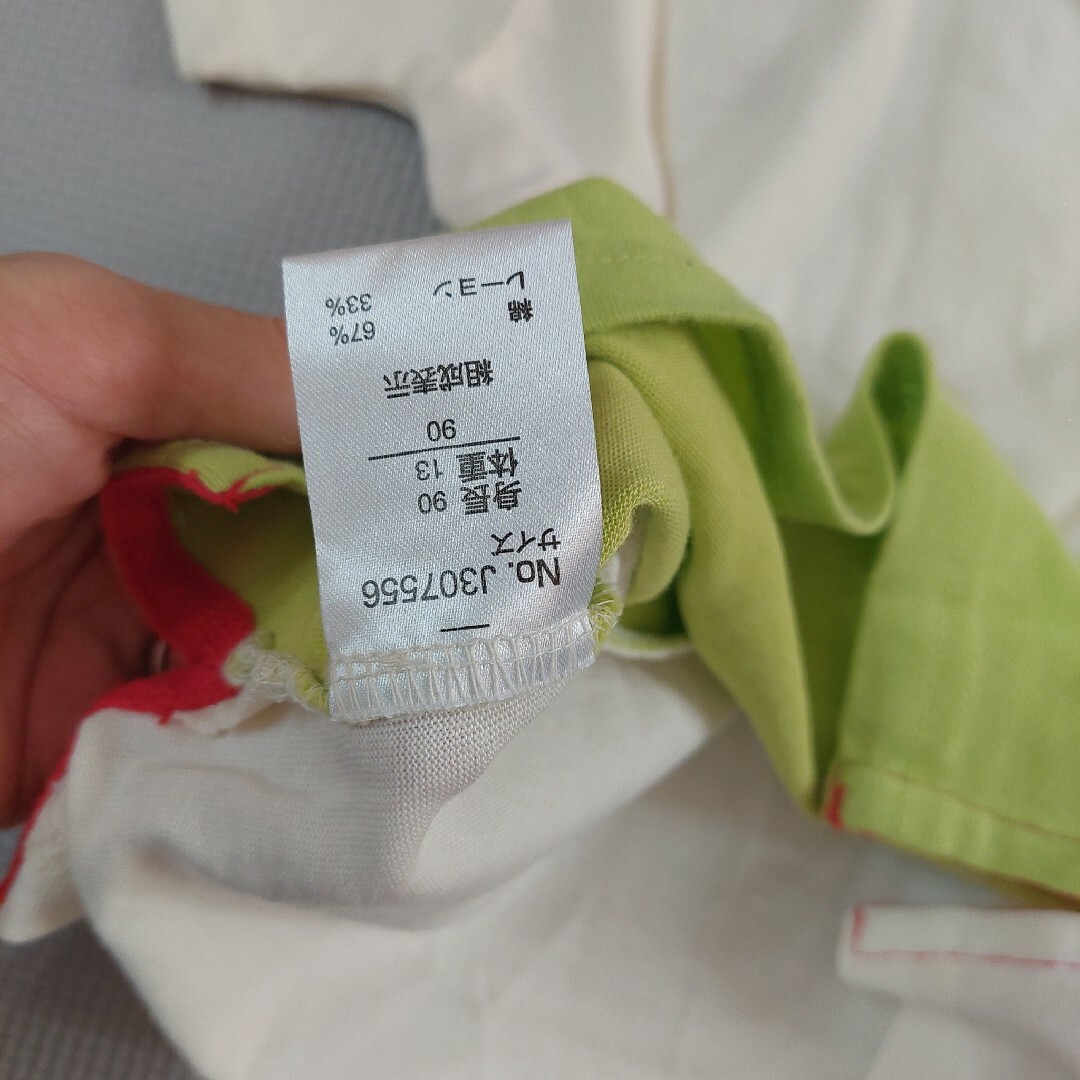 No. J307556
サイズ
身長 90
体重 13
90
組成表示
綿 67%
レーヨン 33%